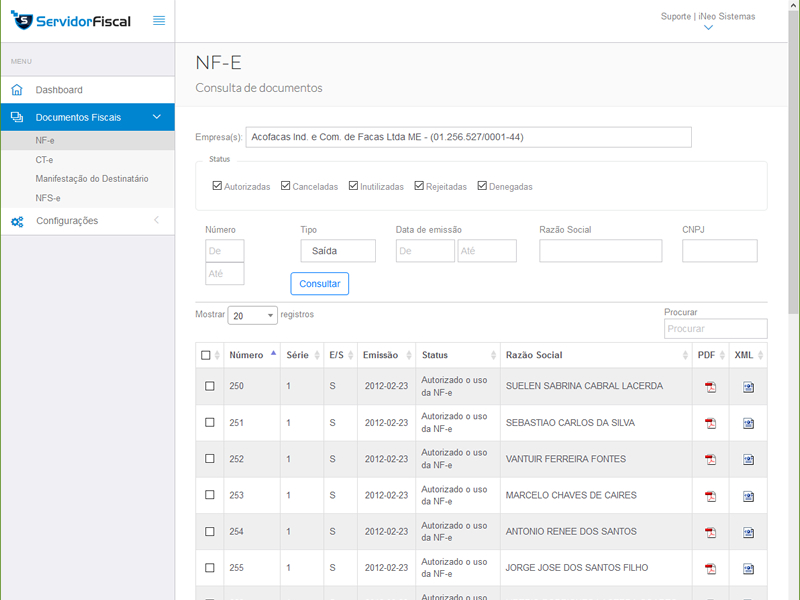 ServidorFiscal
Suporte | iNeo Sistemas
MENU
Dashboard
Documentos Fiscais
NF-e
CT-e
Manifestação do Destinatário
NFS-e
Configurações
NF-E
Consulta de documentos
Empresa(s): Acofacas Ind. e Com. de Facas Ltda ME - (01.256.527/0001-44)
Status
Autorizadas Canceladas Inutilizadas Rejeitadas Denegadas
Número Tipo Data de emissão Razão Social CNPJ
De Saída De Até
Até
Consultar
Mostrar 20 registros
Procurar
Procurar
Número Série E/S Emissão Status Razão Social PDF XML
250 1 S 2012-02-23 Autorizado o uso da NF-e SUELEN SABRINA CABRAL LACERDA
251 1 S 2012-02-23 Autorizado o uso da NF-e SEBASTIAO CARLOS DA SILVA
252 1 S 2012-02-23 Autorizado o uso da NF-e VANTUIR FERREIRA FONTES
253 1 S 2012-02-23 Autorizado o uso da NF-e MARCELO CHAVES DE CAIRES
254 1 S 2012-02-23 Autorizado o uso da NF-e ANTONIO RENEE DOS SANTOS
255 1 S 2012-02-23 Autorizado o uso da NF-e JORGE JOSE DOS SANTOS FILHO
Autorizado o uso